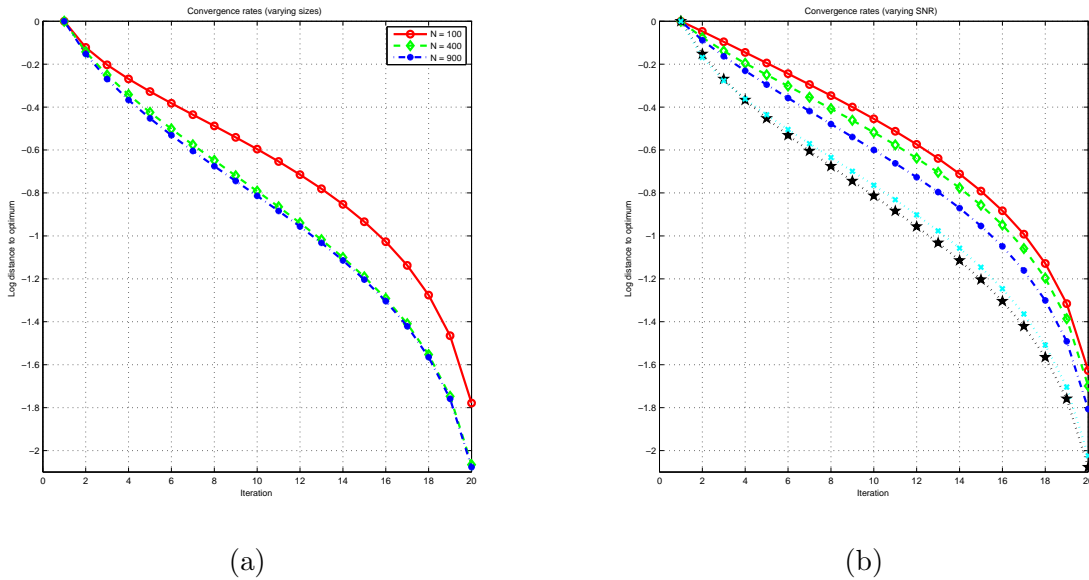 Convergence rates (varying sizes)
N = 100
N = 400
N = 900
0
−0.2
−0.4
−0.6
−0.8
−1
−1.2
−1.4
−1.6
−1.8
−2
Log distance to optimum
0 2 4 6 8 10 12 14 16 18 20
Iteration
(a)
Convergence rates (varying SNR)
0
−0.2
−0.4
−0.6
−0.8
−1
−1.2
−1.4
−1.6
−1.8
−2
Log distance to optimum
0 2 4 6 8 10 12 14 16 18 20
Iteration
(b)